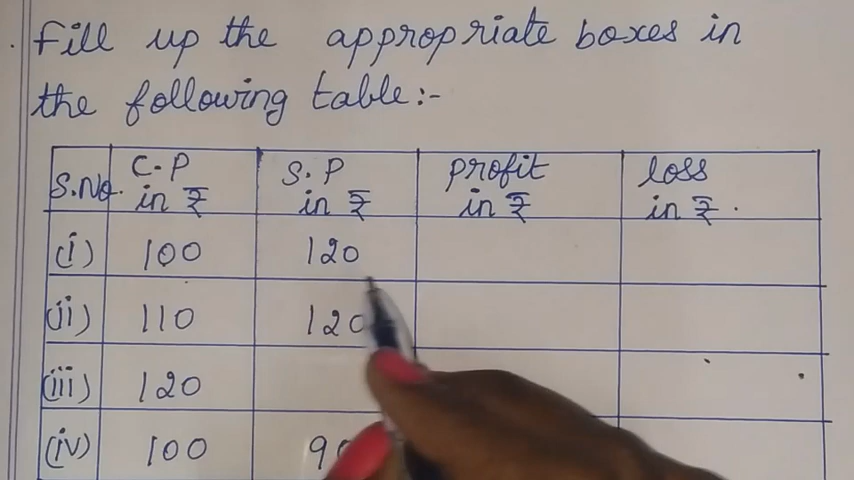 Fill up the appropriate boxes in
the following table:-
S.No. C.P in ₹ S.P in ₹ profit in ₹ loss in ₹.
(i) 100 120
(ii) 110 120
(iii) 120
(iv) 100 90